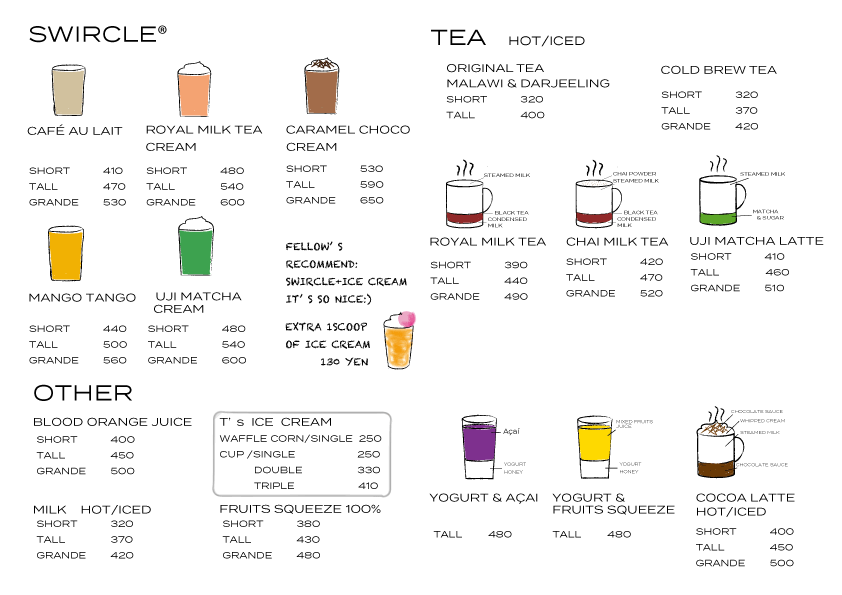 SWIRCLE®
CAFÉ AU LAIT
SHORT 410
TALL 470
GRANDE 530
ROYAL MILK TEA
CREAM
SHORT 480
TALL 540
GRANDE 600
CARAMEL CHOCO
CREAM
SHORT 530
TALL 590
GRANDE 650
MANGO TANGO
SHORT 440
TALL 500
GRANDE 560
UJI MATCHA
CREAM
SHORT 480
TALL 540
GRANDE 600
FELLOW'S
RECOMMEND:
SWIRCLE+ICE CREAM
IT'S SO NICE:)
EXTRA 1SCOOP
OF ICE CREAM
130 YEN
OTHER
BLOOD ORANGE JUICE
SHORT 400
TALL 450
GRANDE 500
T's ICE CREAM
WAFFLE CORN/SINGLE 250
CUP /SINGLE 250
DOUBLE 330
TRIPLE 410
MILK HOT/ICED
SHORT 320
TALL 370
GRANDE 420
FRUITS SQUEEZE 100%
SHORT 380
TALL 430
GRANDE 480
TEA HOT/ICED
ORIGINAL TEA
MALAWI & DARJEELING
SHORT 320
TALL 400
COLD BREW TEA
SHORT 320
TALL 370
GRANDE 420
STEAMED MILK
BLACK TEA
CONDENSED
MILK
ROYAL MILK TEA
SHORT 390
TALL 440
GRANDE 490
CHAI POWDER
STEAMED MILK
BLACK TEA
CONDENSED
MILK
CHAI MILK TEA
SHORT 420
TALL 470
GRANDE 520
STEAMED MILK
MATCHA
& SUGAR
UJI MATCHA LATTE
SHORT 410
TALL 460
GRANDE 510
Açaí
YOGURT
HONEY
YOGURT & AÇAI
TALL 480
MIXED FRUITS
JUICE
YOGURT
HONEY
YOGURT &
FRUITS SQUEEZE
TALL 480
CHOCOLATE SAUCE
WHIPPED CREAM
STEAMED MILK
CHOCOLATE SAUCE
COCOA LATTE
HOT/ICED
SHORT 400
TALL 450
GRANDE 500